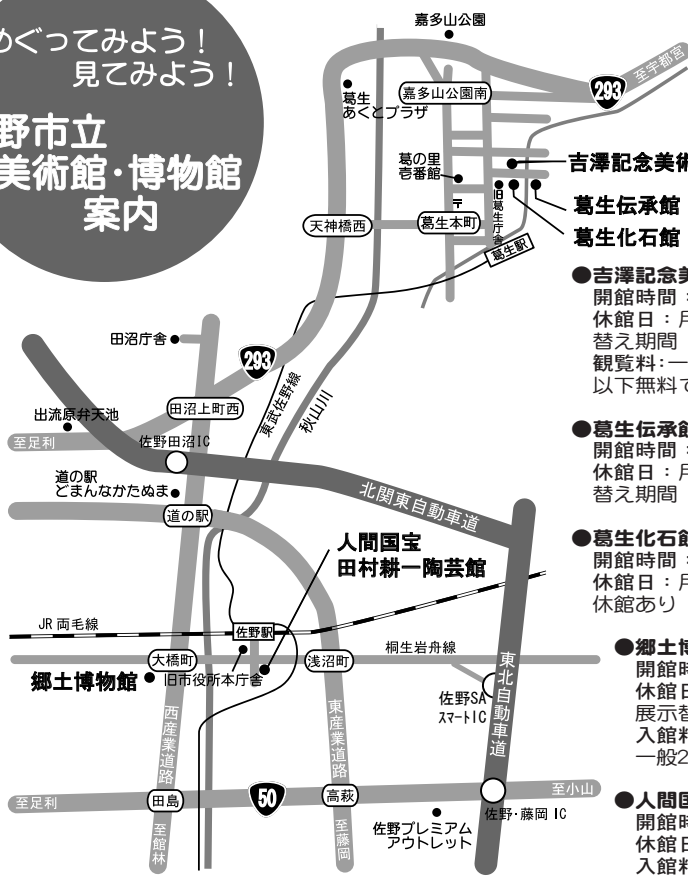 めぐってみよう！
見てみよう！
野市立
美術館・博物館
案内
嘉多山公園
至宇都宮
293
葛生
あくとプラザ
嘉多山公園南
葛の里
壱番館
〒
旧葛生庁舎
吉澤記念美術
葛生伝承館
葛生化石館
天神橋西
葛生本町
葛生駅
●吉澤記念美
開館時間
休館日：月
替え期間
観覧料：一
以下無料で
田沼庁舎
293
東武佐野線
秋山川
田沼上町西
出流原弁天池
至足利
佐野田沼IC
●葛生伝承館
開館時間
休館日：月
替え期間
道の駅
どまんなかたぬま
道の駅
北関東自動車道
人間国宝
田村耕一陶芸館
●葛生化石館
開館時間
休館日：月
休館あり
JR 両毛線
佐野駅
大橋町
浅沼町
桐生岩舟線
郷土博物館
旧市役所本庁舎
東北自動車道
佐野SA
スマートIC
●郷土博
開館時
休館日
展示替
入館料
一般2
西産業道路
東産業道路
至足利
田島
50
高萩
至小山
佐野・藤岡 IC
至館林
至藤岡
佐野プレミアム
アウトレット
●人間国
開館時
休館日
入館料